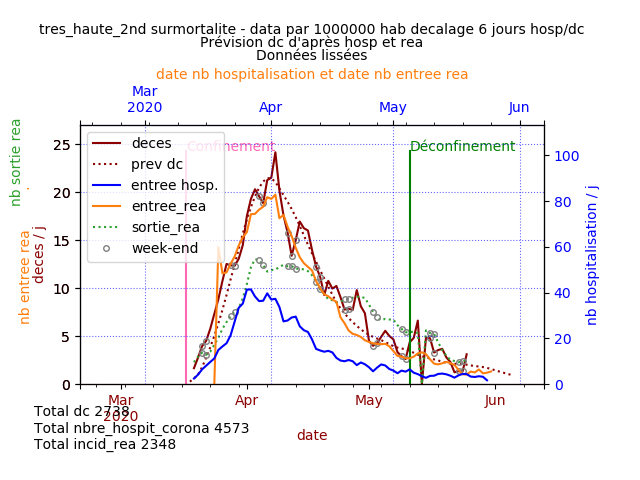 tres_haute_2nd surmortalite - data par 1000000 hab decalage 6 jours hosp/dc
Prévision dc d'après hosp et rea
Données lissées
date nb hospitalisation et date nb entree rea
Mar
2020
Apr
May
Jun
nb sortie rea
nb entree rea
deces / j
nb hospitalisation / j
25
20
15
10
5
0
100
80
60
40
20
0
Confinement
Déconfinement
deces
prev dc
entree hosp.
entree_rea
sortie_rea
week-end
Mar
2020
Apr
May
Jun
date
Total dc 2738
Total nbre_hospit_corona 4573
Total incid_rea 2348